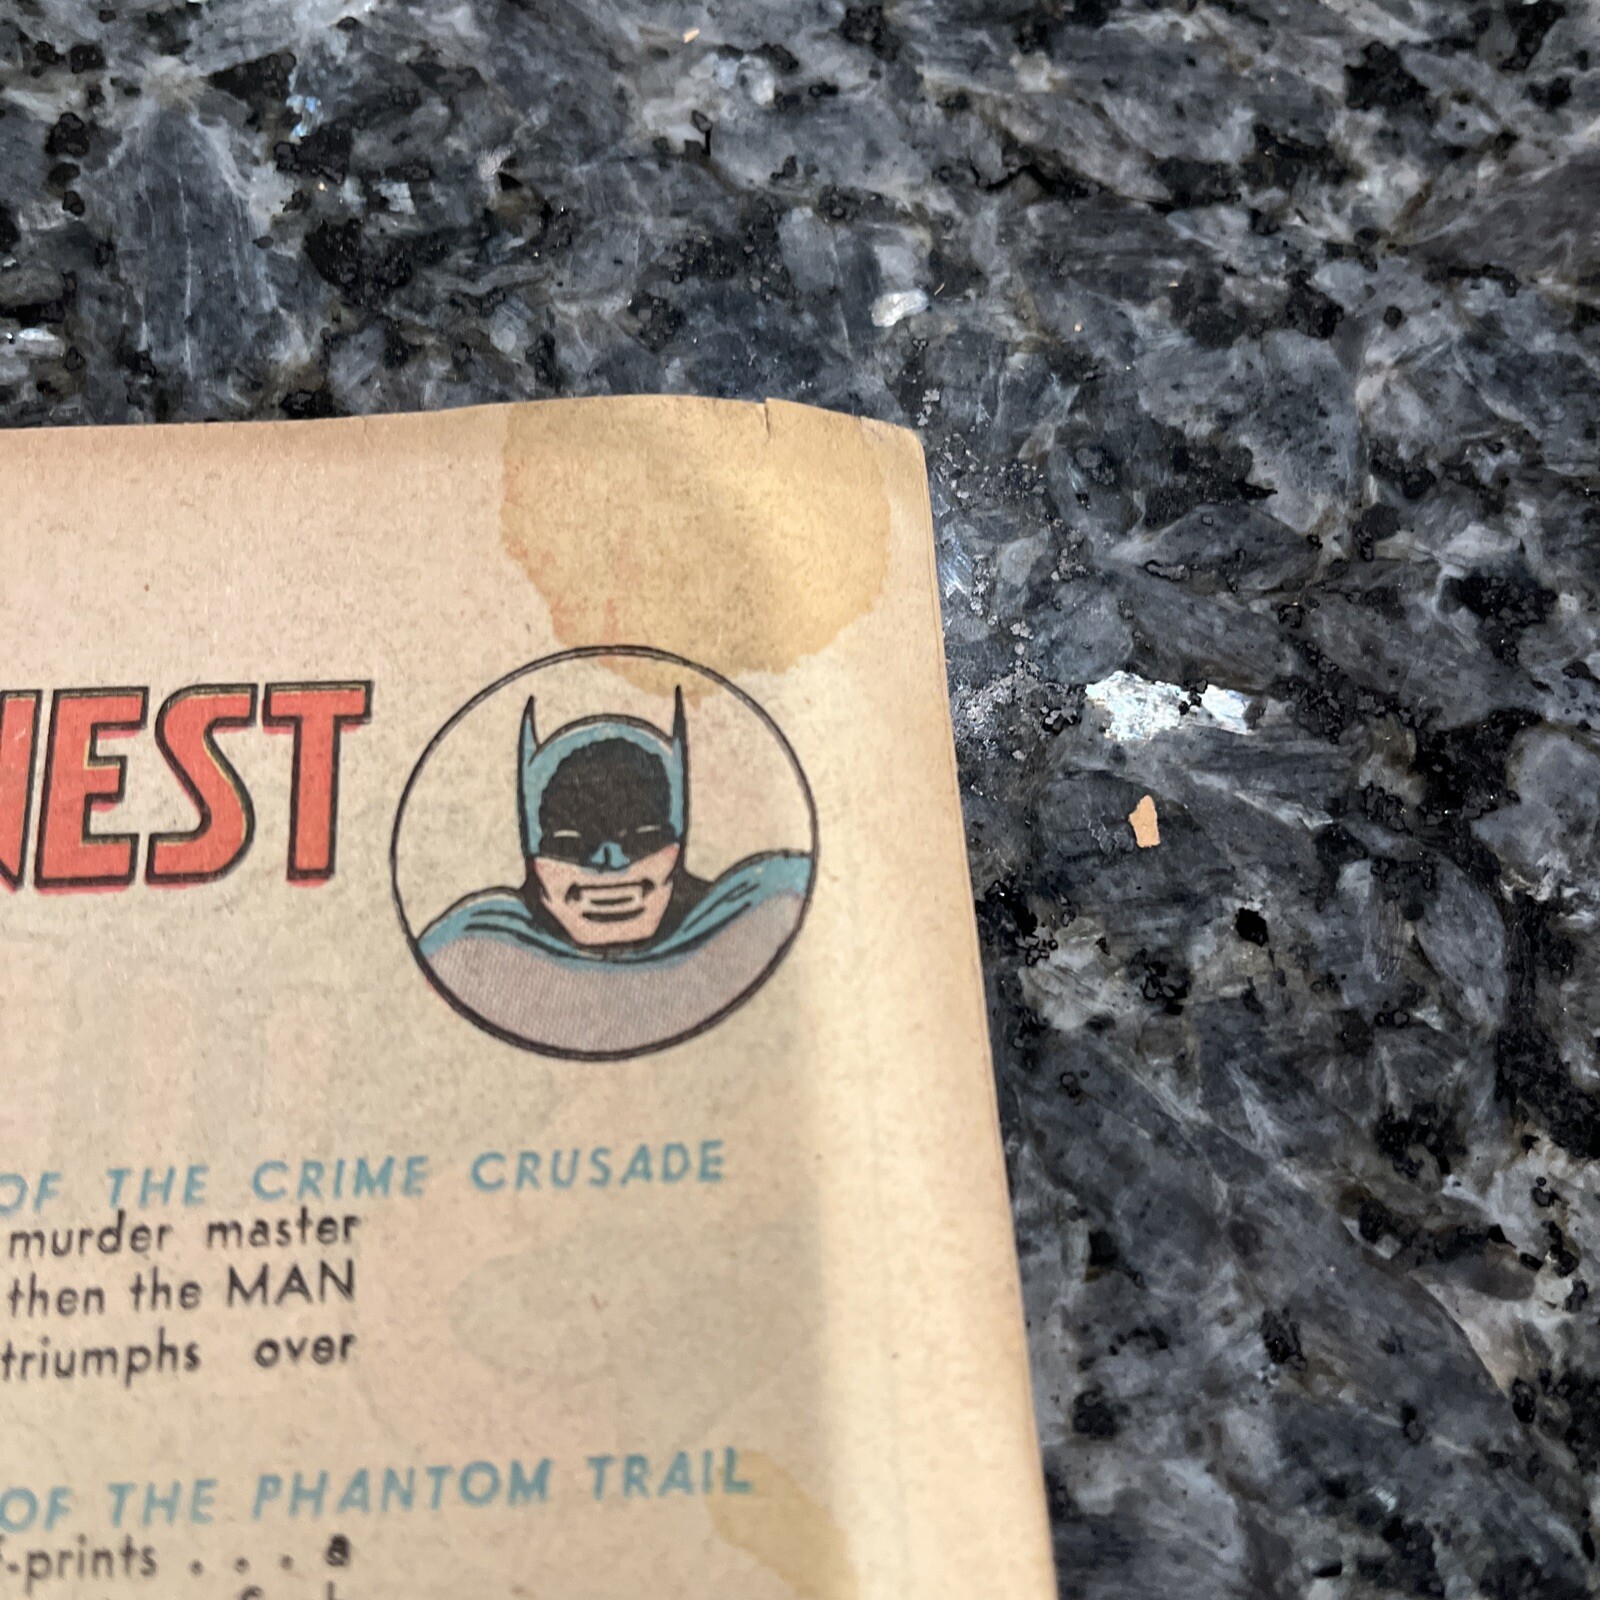 NEST
OF THE CRIME CRUSADE
murder master
then the MAN
triumphs over
OF THE PHANTOM TRAIL
-prints . . . a